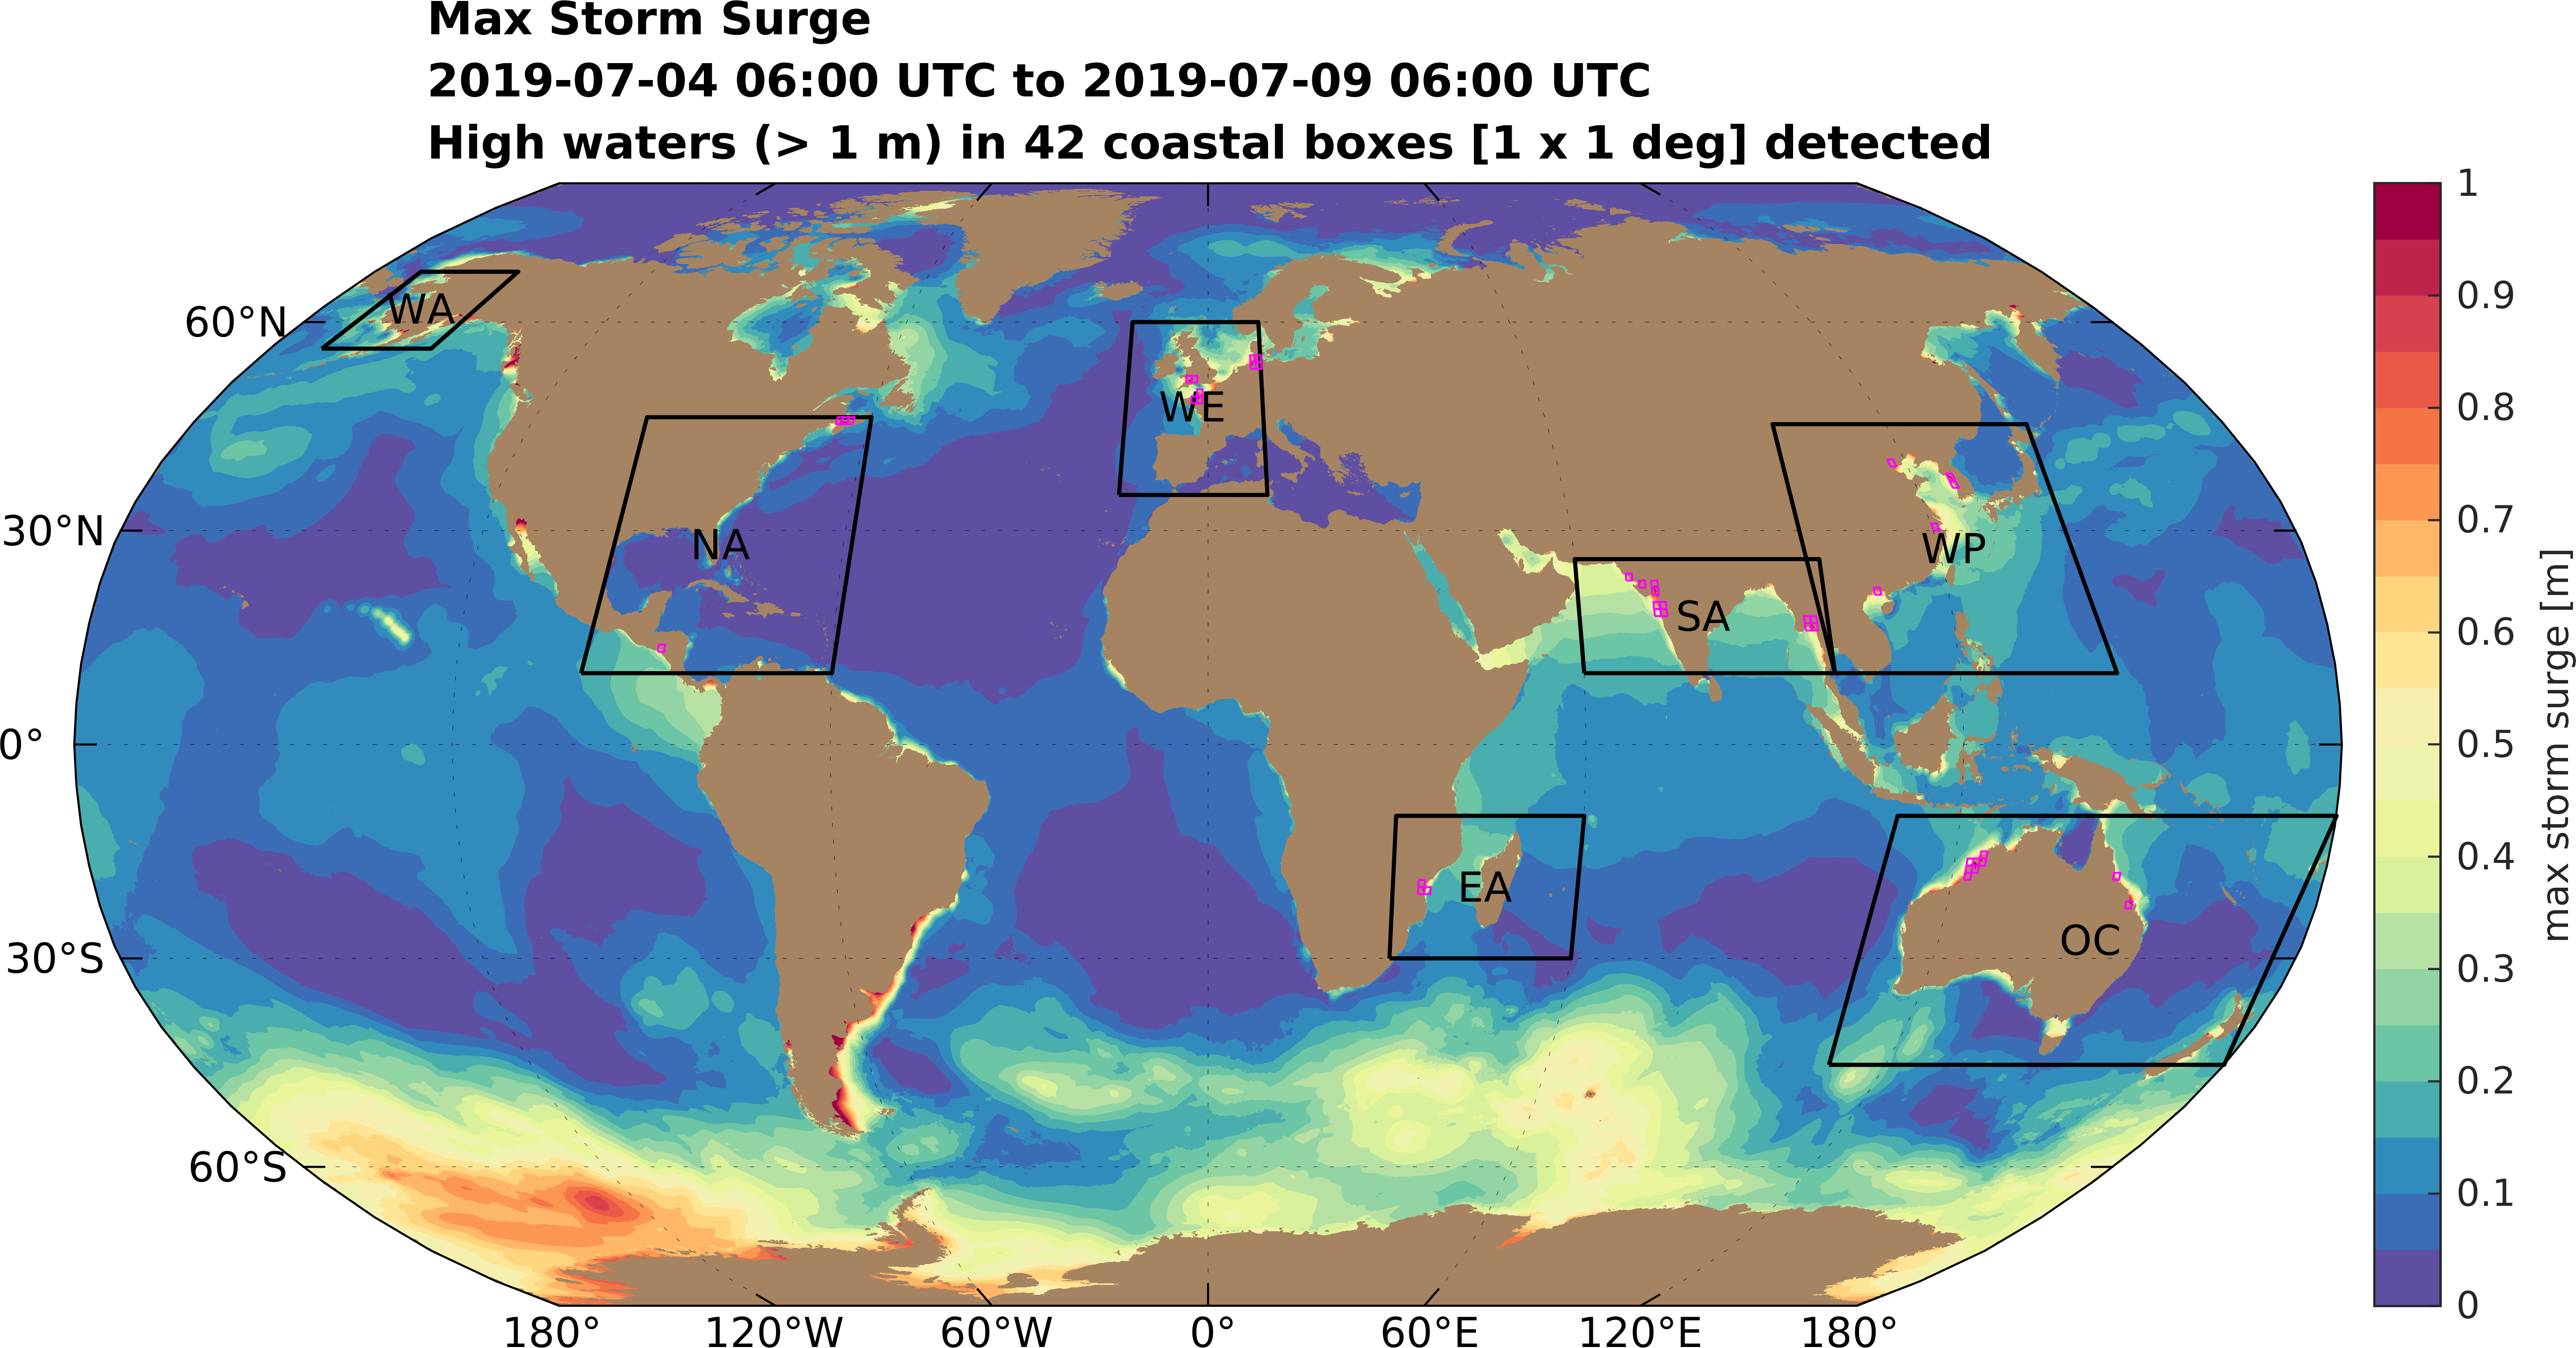 Max Storm Surge
2019-07-04 06:00 UTC to 2019-07-09 06:00 UTC
High waters (> 1 m) in 42 coastal boxes [1 x 1 deg] detected
60°N
30°N
0°
30°S
60°S
WA
NA
WE
SA
WP
EA
OC
180°
120°W
60°W
0°
60°E
120°E
180°
1
0.9
0.8
0.7
0.6
0.5
0.4
0.3
0.2
0.1
0
max storm surge [m]